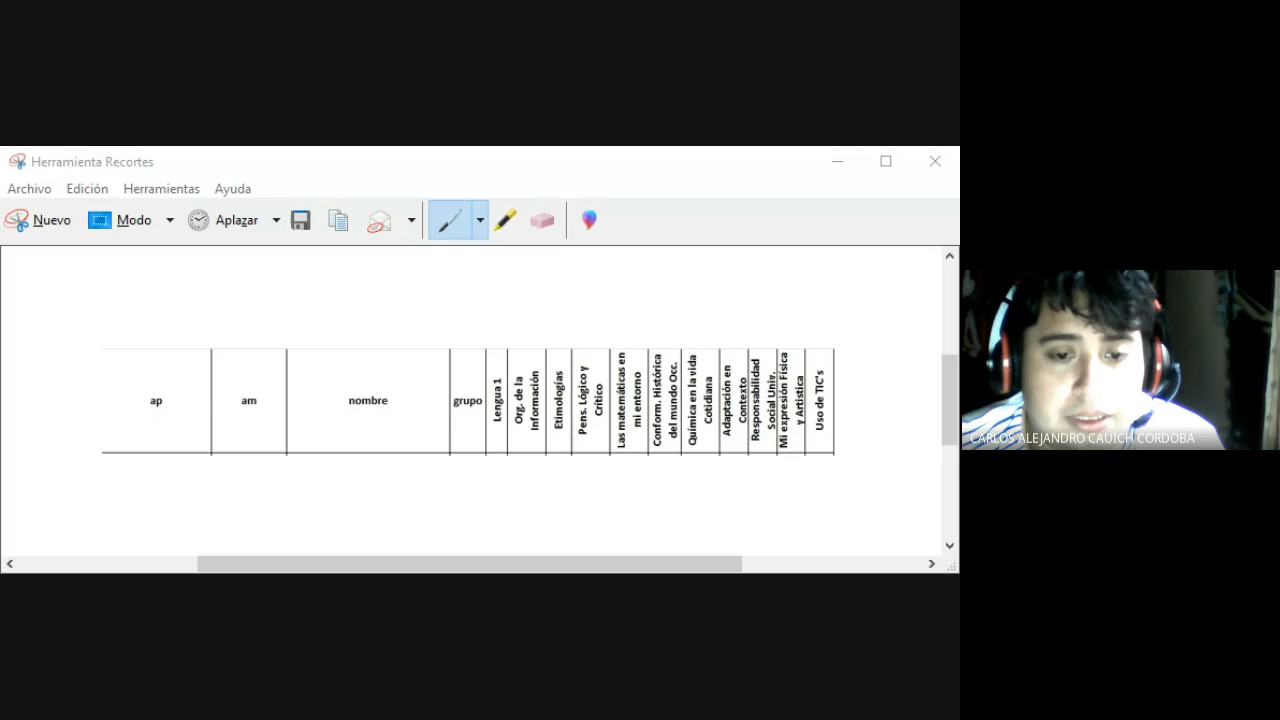 Herramienta Recortes
Archivo Edición Herramientas Ayuda
Nuevo Modo Aplazar
ap
am
nombre
grupo
Lengua 1
Org. de la
Información
Etimologías
Pens. Lógico y
Crítico
Las matemáticas en
mi entorno
Conform. Histórica
del mundo Occ.
Química en la vida
Cotidiana
Adaptación en
Contexto
Responsabilidad
Social Univ.
Mi expresión Física
y Artística
Uso de TIC's
CARLOS ALEJANDRO CAUICH CORDOBA